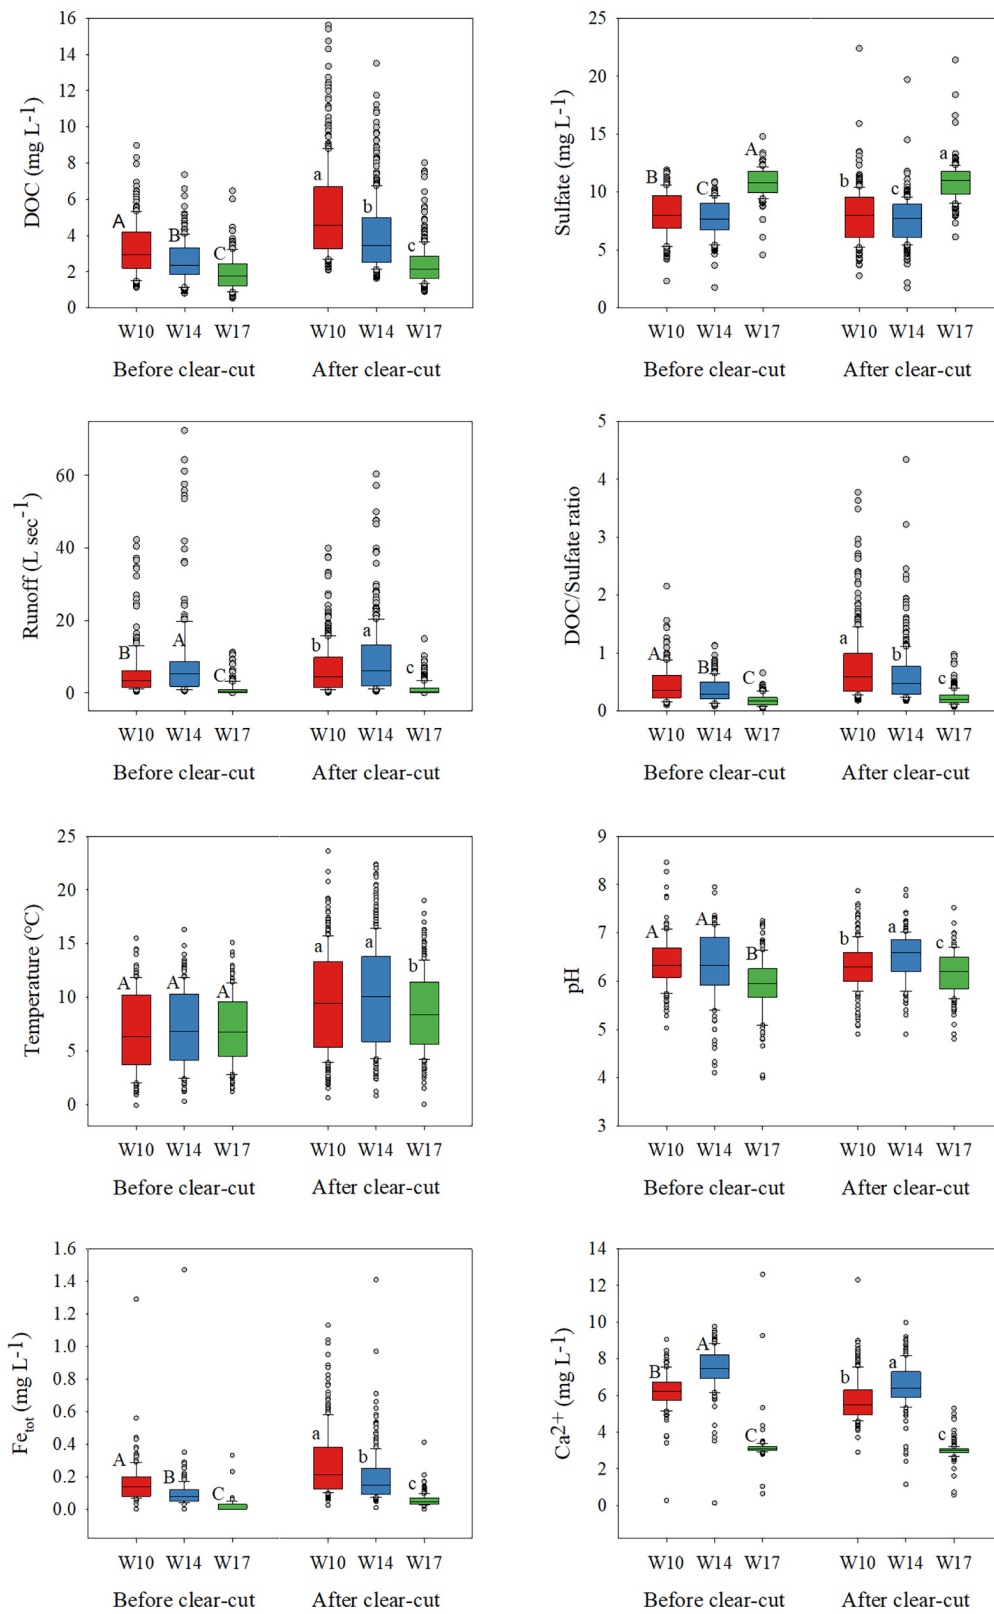 DOC (mg L-1)
16
14
12
10
8
6
4
2
0
A
B
C
a
b
c
W10 W14 W17 W10 W14 W17
Before clear-cut After clear-cut
Sulfate (mg L-1)
25
20
15
10
5
0
B
C
A
b
c
a
W10 W14 W17 W10 W14 W17
Before clear-cut After clear-cut
Runoff (L sec-1)
60
40
20
0
B
A
C
b
a
c
W10 W14 W17 W10 W14 W17
Before clear-cut After clear-cut
DOC/Sulfate ratio
5
4
3
2
1
0
A
B
C
a
b
c
W10 W14 W17 W10 W14 W17
Before clear-cut After clear-cut
Temperature (°C)
25
20
15
10
5
0
A
A
A
a
a
b
W10 W14 W17 W10 W14 W17
Before clear-cut After clear-cut
pH
9
8
7
6
5
4
3
A
A
B
b
a
c
W10 W14 W17 W10 W14 W17
Before clear-cut After clear-cut
Fetot (mg L-1)
1.6
1.4
1.2
1.0
0.8
0.6
0.4
0.2
0.0
A
B
C
a
b
c
W10 W14 W17 W10 W14 W17
Before clear-cut After clear-cut
Ca2+ (mg L-1)
14
12
10
8
6
4
2
0
B
A
C
b
a
c
W10 W14 W17 W10 W14 W17
Before clear-cut After clear-cut